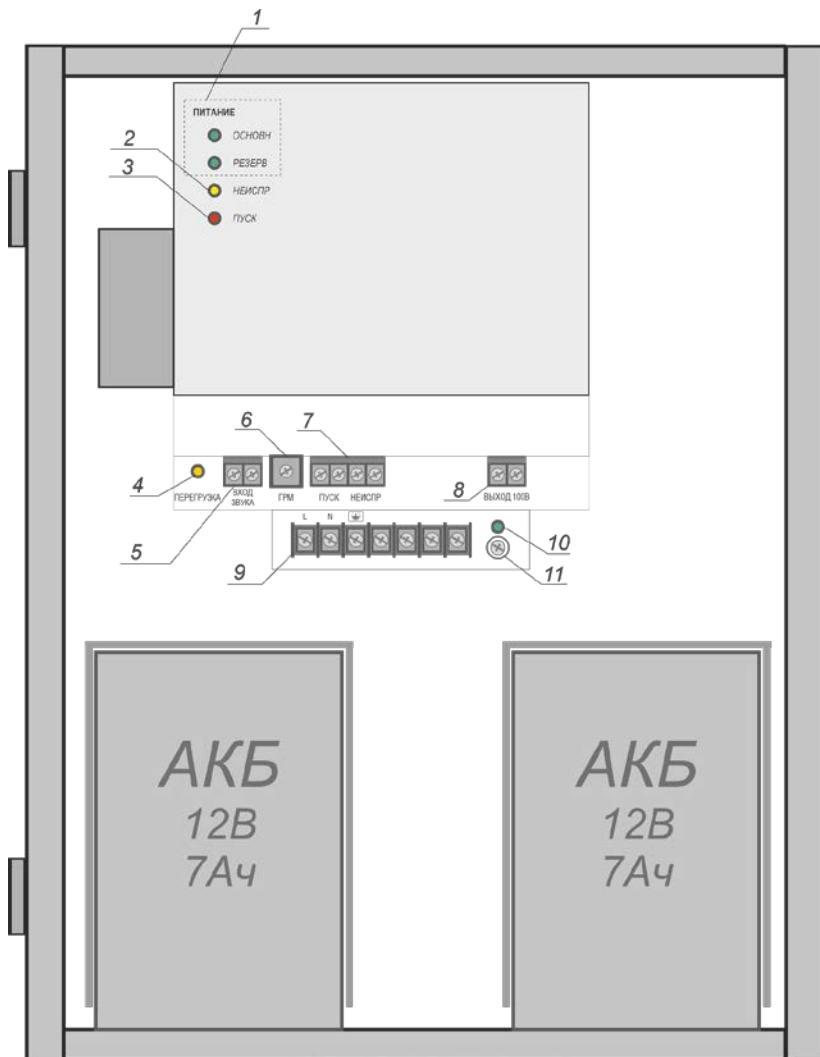 1
ПИТАНИЕ
ОСНОВН
2
РЕЗЕРВ
3
НЕИСПР
ПУСК
6
7
4
8
ПЕРЕГРУЗКА
ВХОД
ЗВУКА
ГРМ
ПУСК
НЕИСПР
ВЫХОД 100В
L
N
5
10
9
11
АКБ
12В
7Ач
АКБ
12В
7Ач